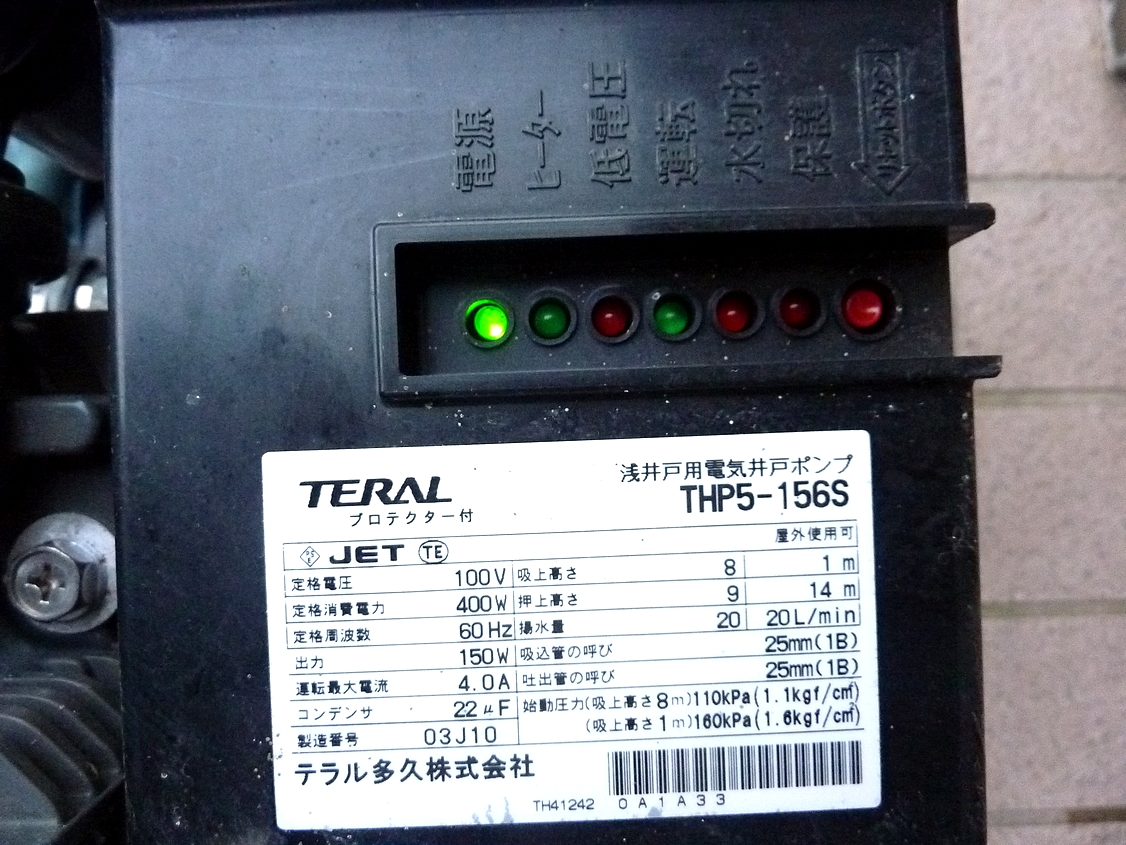 電源
ヒーター
低電圧
運転
水切れ
保護
リセットボタン
TERAL
プロテクター付
浅井戸用電気井戸ポンプ
THP5-156S
屋外使用可
PSE JET TE
定格電圧 100V
定格消費電力 400W
定格周波数 60Hz
出力 150W
運転最大電流 4.0A
コンデンサ 22μF
製造番号 03J10
吸上高さ 8 1 m
押上高さ 9 14 m
揚水量 20 20L/min
吸込管の呼び 25mm(1B)
吐出管の呼び 25mm(1B)
始動圧力(吸上高さ8m)110kPa(1.1kgf/cm²)
(吸上高さ1m)160kPa(1.6kgf/cm²)
テラル多久株式会社
TH41242 0A1A33